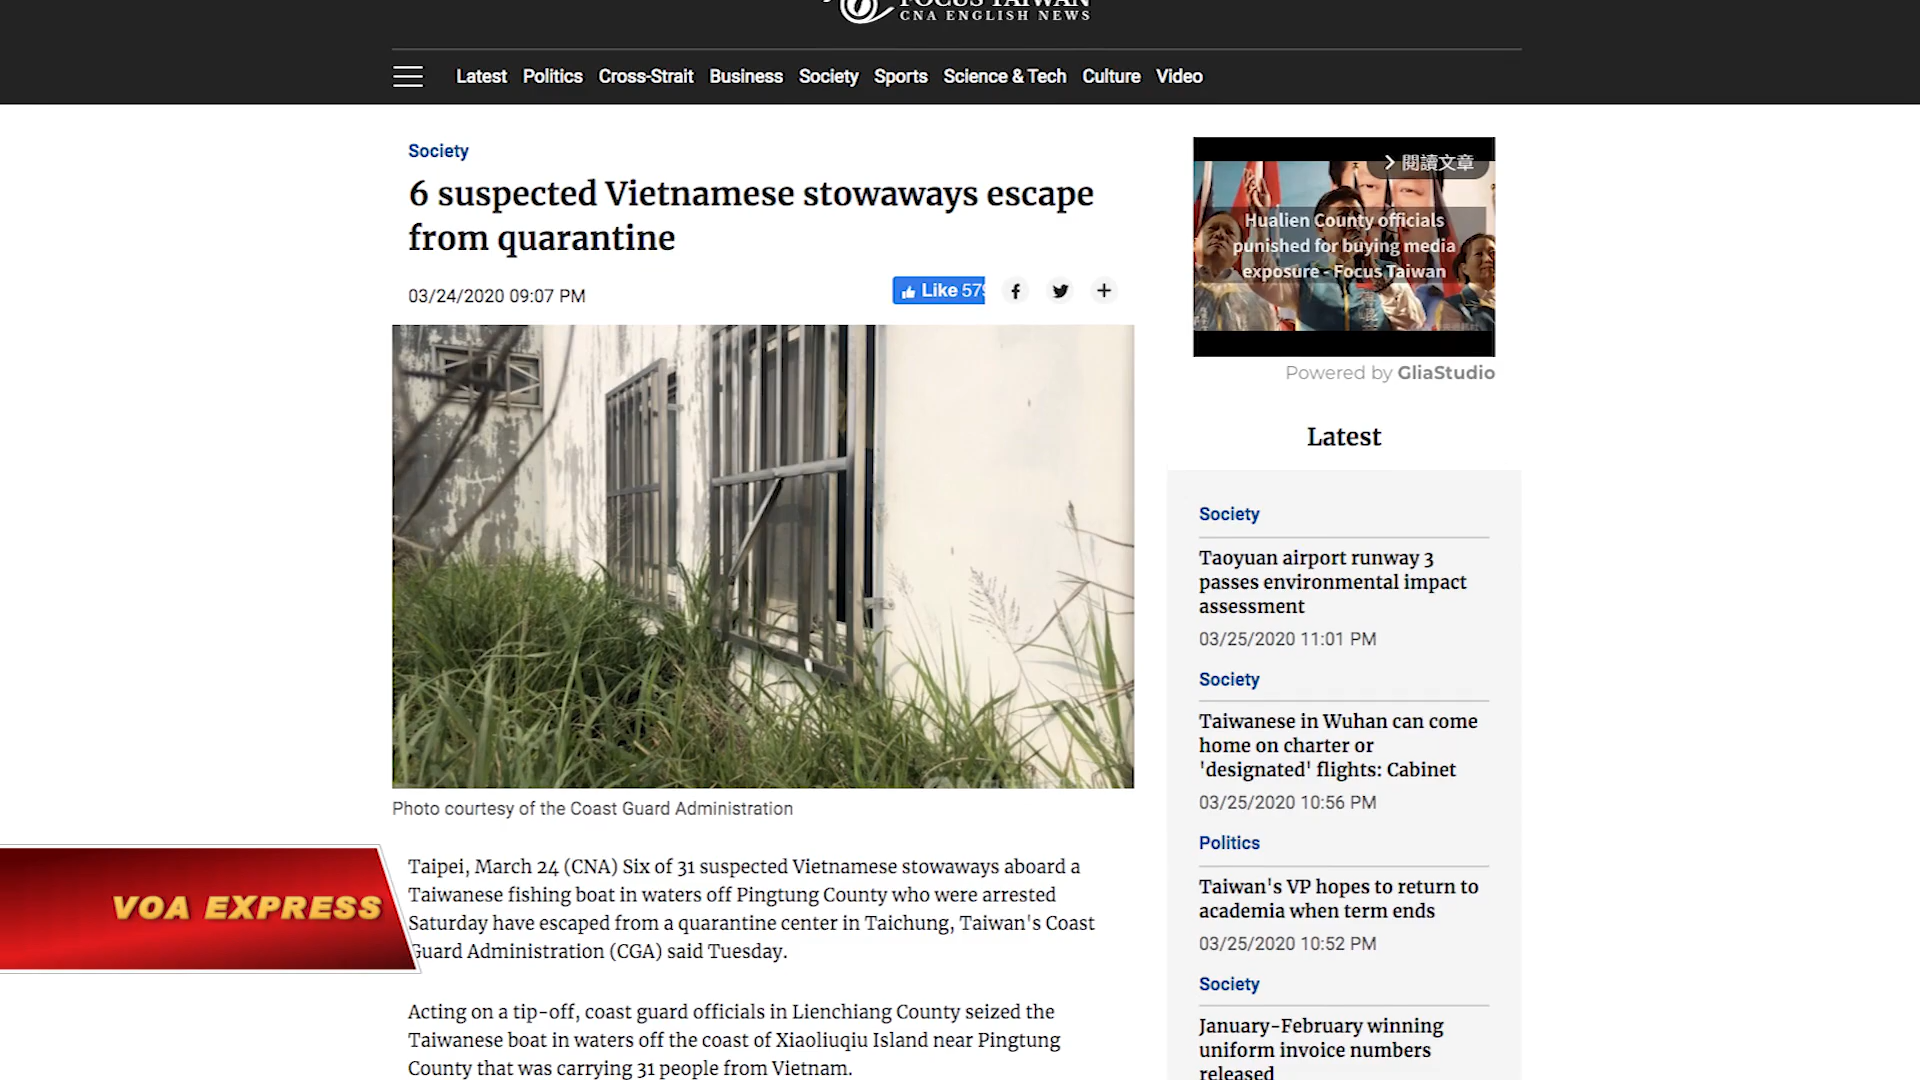 FOCUS TAIWAN
CNA ENGLISH NEWS
Latest Politics Cross-Strait Business Society Sports Science & Tech Culture Video
Society
6 suspected Vietnamese stowaways escape
from quarantine
03/24/2020 09:07 PM
Like 579
Photo courtesy of the Coast Guard Administration
Taipei, March 24 (CNA) Six of 31 suspected Vietnamese stowaways aboard a
Taiwanese fishing boat in waters off Pingtung County who were arrested
Saturday have escaped from a quarantine center in Taichung, Taiwan's Coast
Guard Administration (CGA) said Tuesday.
Acting on a tip-off, coast guard officials in Lienchiang County seized the
Taiwanese boat in waters off the coast of Xiaoliuqiu Island near Pingtung
County that was carrying 31 people from Vietnam.
VOA EXPRESS
閱讀文章
Hualien County officials
punished for buying media
exposure - Focus Taiwan
Powered by GliaStudio
Latest
Society
Taoyuan airport runway 3
passes environmental impact
assessment
03/25/2020 11:01 PM
Society
Taiwanese in Wuhan can come
home on charter or
'designated' flights: Cabinet
03/25/2020 10:56 PM
Politics
Taiwan's VP hopes to return to
academia when term ends
03/25/2020 10:52 PM
Society
January-February winning
uniform invoice numbers
released